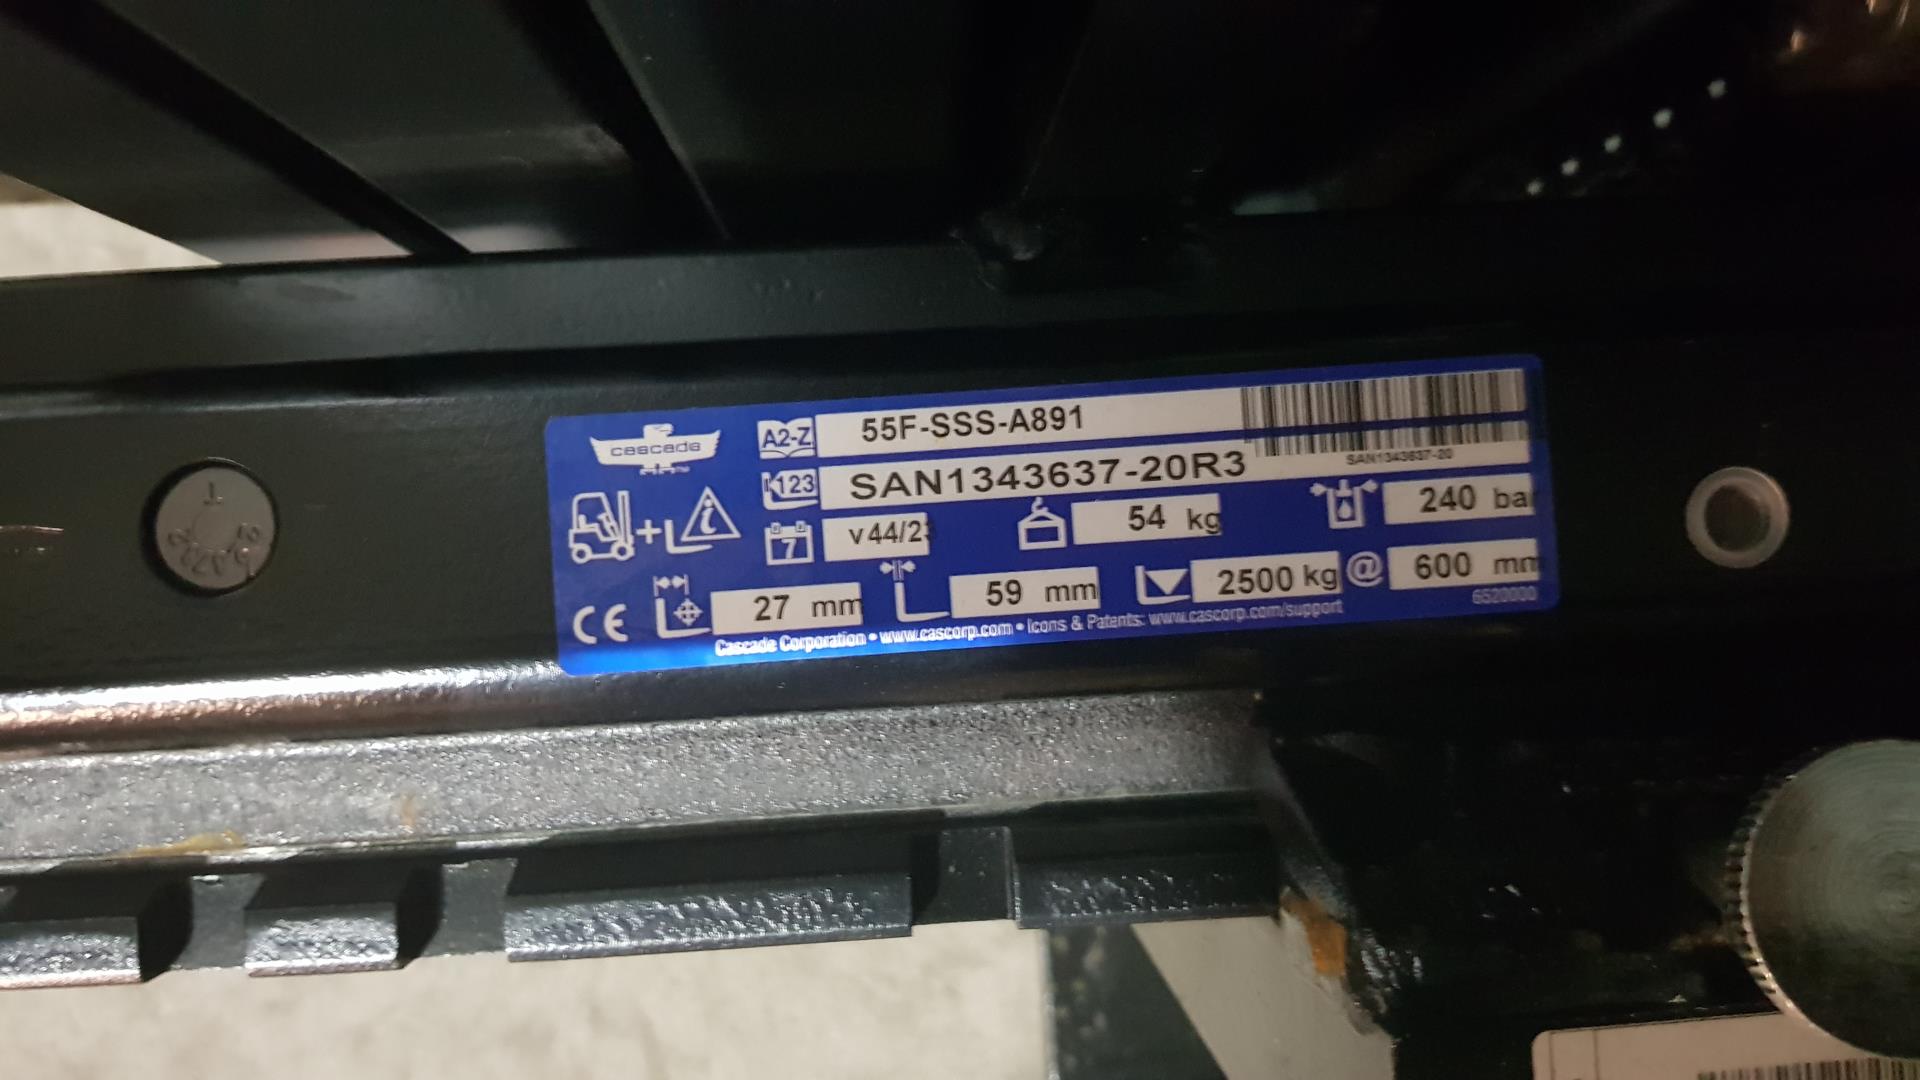 cascade
A2-Z 55F-SSS-A891
123 SAN1343637-20R3
SAN1343637-20
7 v44/23 54 kg 240 ba
CE 27 mm 59 mm 2500 kg @ 600 mm
6520000
Cascade Corporation • www.cascorp.com • Icons & Patents: www.cascorp.com/support